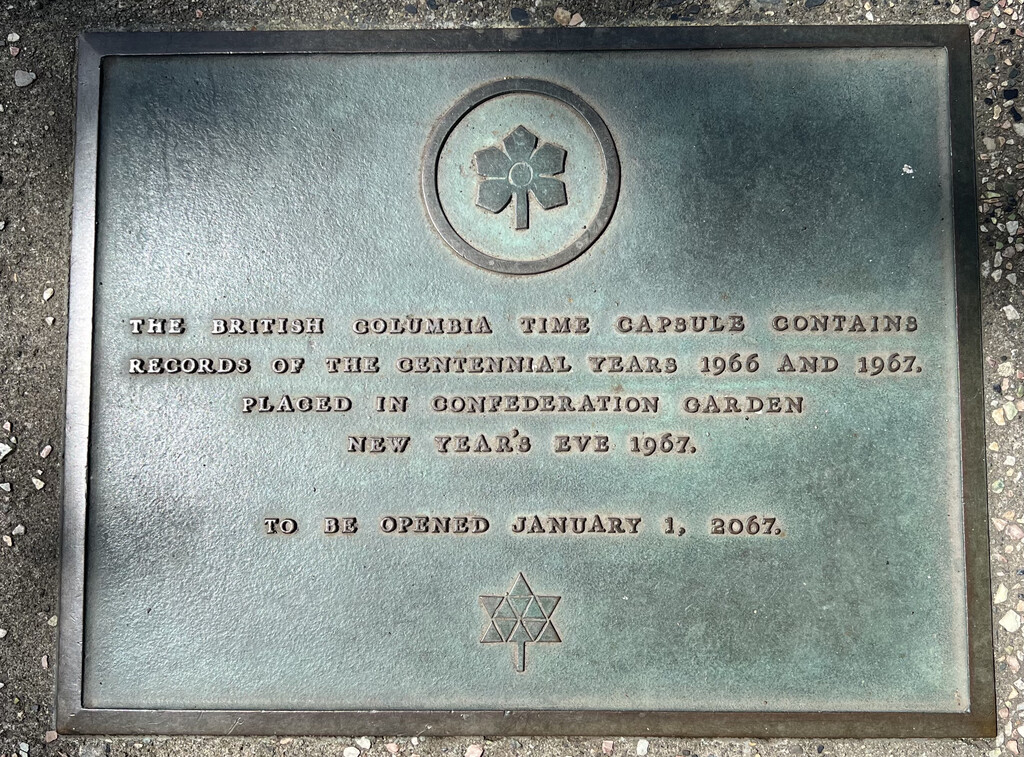 THE BRITISH COLUMBIA TIME CAPSULE CONTAINS
RECORDS OF THE CENTENNIAL YEARS 1966 AND 1967.
PLACED IN CONFEDERATION GARDEN
NEW YEAR'S EVE 1967.
TO BE OPENED JANUARY 1, 2067.